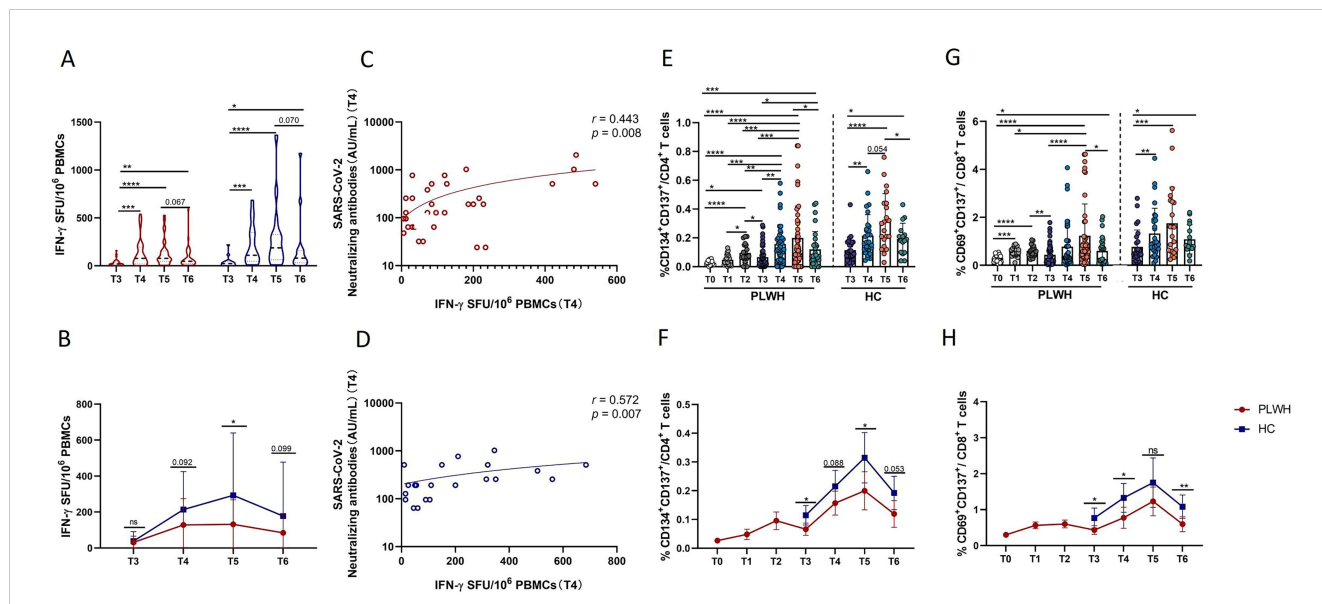 A
IFN-γ SFU/10⁶ PBMCs
1500
1000
500
0
**
****
***
0.067
*
0.070
****
***
T3 T4 T5 T6
T3 T4 T5 T6
C
SARS-CoV-2
Neutralizing antibodies (AU/mL) (T4)
10000
1000
100
10
0 200 400 600
IFN-γ SFU/10⁶ PBMCs (T4)
r = 0.443
p = 0.008
E
%CD134⁺CD137⁺/CD4⁺ T cells
1.0
0.8
0.6
0.4
0.2
0.0
***
*
*
****
****
***
***
****
***
**
**
*
*
****
*
*
****
0.054
*
**
T0 T1 T2 T3 T4 T5 T6
T3 T4 T5 T6
PLWH
HC
G
% CD69⁺CD137⁺/ CD8⁺ T cells
6
5
4
3
2
1
0
*
****
*
****
*
**
****
***
*
***
**
T0 T1 T2 T3 T4 T5 T6
T3 T4 T5 T6
PLWH
HC
B
IFN-γ SFU/10⁶ PBMCs
800
600
400
200
0
ns
0.092
*
0.099
T3 T4 T5 T6
D
SARS-CoV-2
Neutralizing antibodies (AU/mL) (T4)
10000
1000
100
10
0 200 400 600 800
IFN-γ SFU/10⁶ PBMCs (T4)
r = 0.572
p = 0.007
F
% CD134⁺CD137⁺/CD4⁺ T cells
0.5
0.4
0.3
0.2
0.1
0.0
*
0.088
*
0.053
T0 T1 T2 T3 T4 T5 T6
H
% CD69⁺CD137⁺/ CD8⁺ T cells
4
3
2
1
0
*
*
ns
**
T0 T1 T2 T3 T4 T5 T6
PLWH
HC